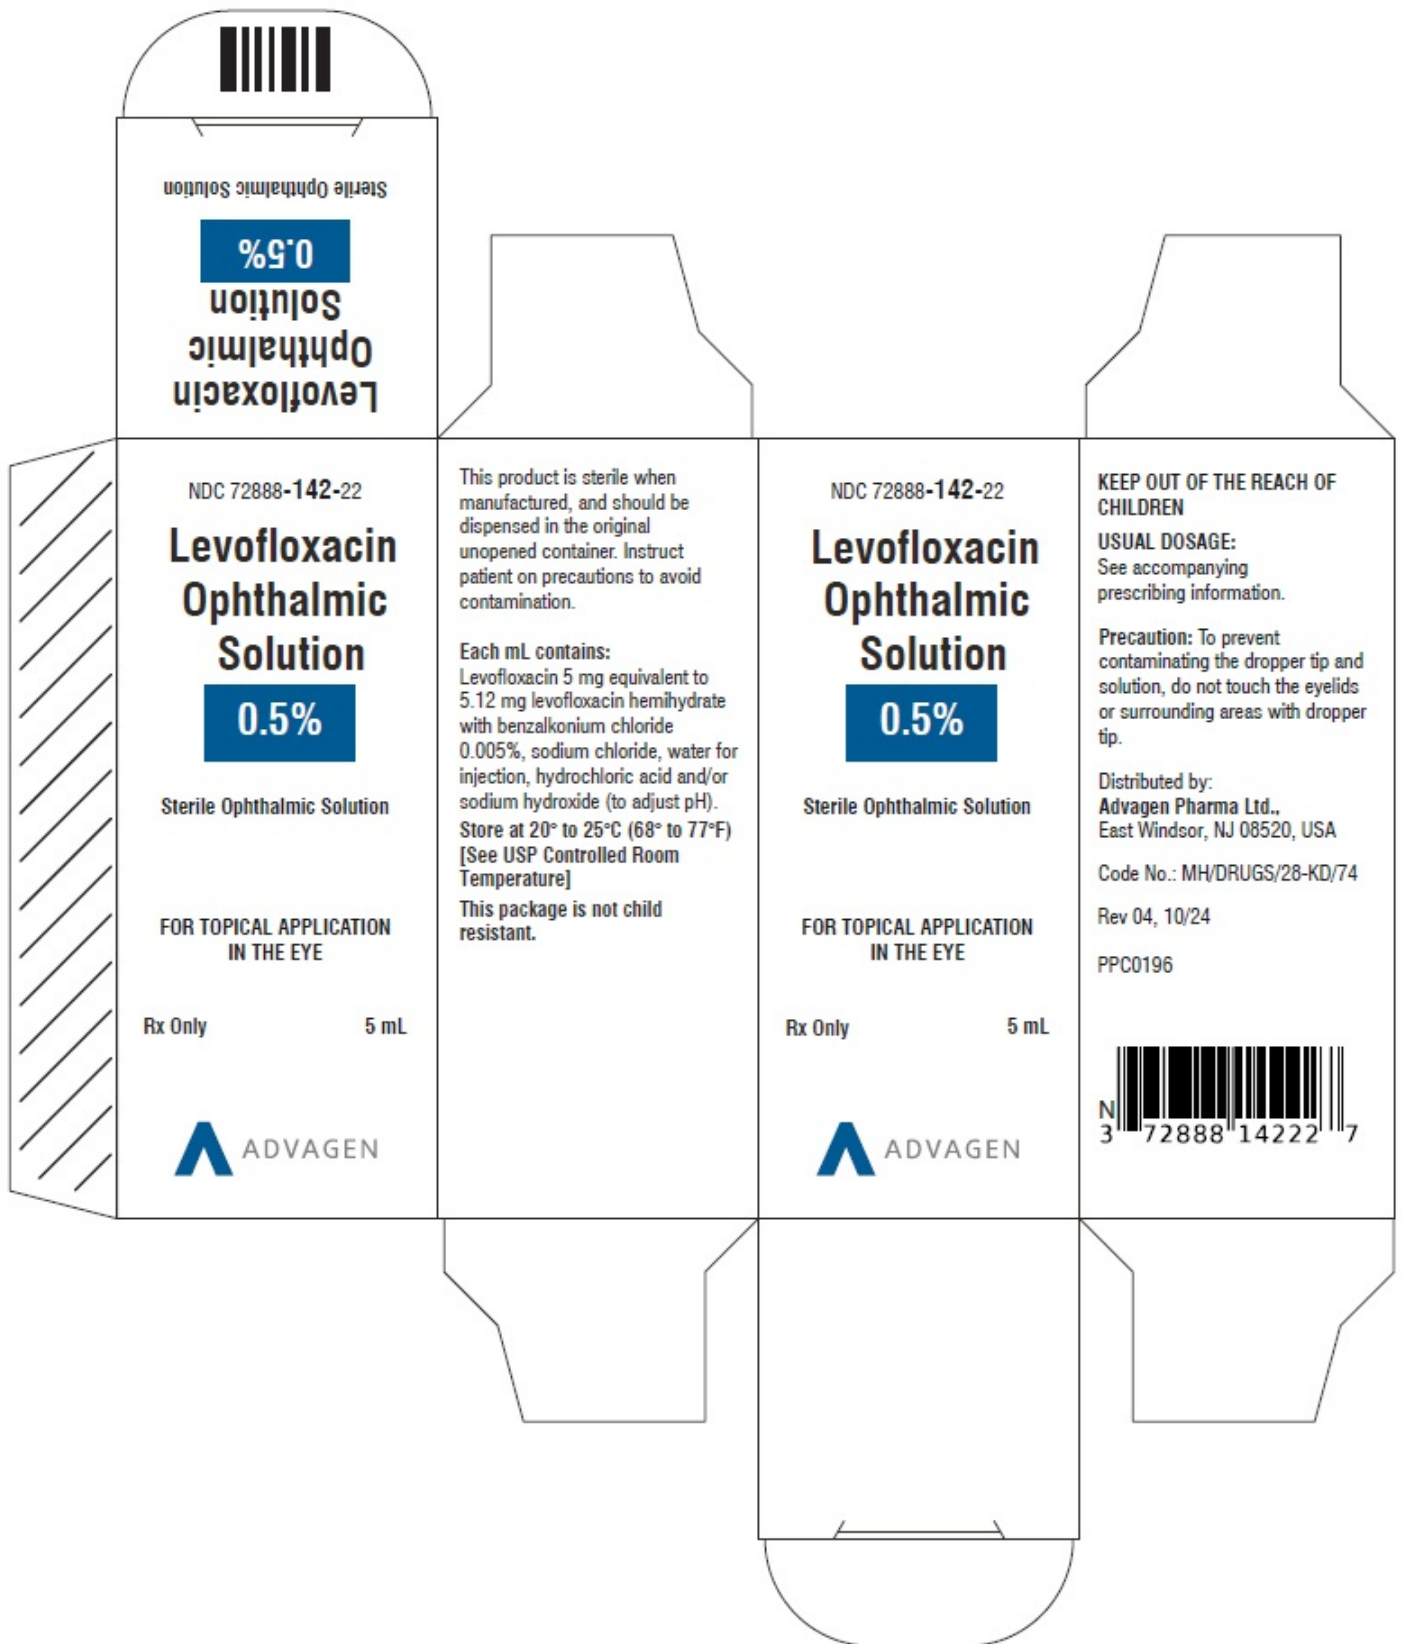 Sterile Ophthalmic Solution
0.5%
Levofloxacin
Ophthalmic
Solution
NDC 72888-142-22
Levofloxacin
Ophthalmic
Solution
0.5%
Sterile Ophthalmic Solution
FOR TOPICAL APPLICATION
IN THE EYE
Rx Only 5 mL
ADVAGEN
This product is sterile when
manufactured, and should be
dispensed in the original
unopened container. Instruct
patient on precautions to avoid
contamination.
Each mL contains:
Levofloxacin 5 mg equivalent to
5.12 mg levofloxacin hemihydrate
with benzalkonium chloride
0.005%, sodium chloride, water for
injection, hydrochloric acid and/or
sodium hydroxide (to adjust pH).
Store at 20° to 25°C (68° to 77°F)
[See USP Controlled Room
Temperature]
This package is not child
resistant.
NDC 72888-142-22
Levofloxacin
Ophthalmic
Solution
0.5%
Sterile Ophthalmic Solution
FOR TOPICAL APPLICATION
IN THE EYE
Rx Only 5 mL
ADVAGEN
KEEP OUT OF THE REACH OF
CHILDREN
USUAL DOSAGE:
See accompanying
prescribing information.
Precaution: To prevent
contaminating the dropper tip and
solution, do not touch the eyelids
or surrounding areas with dropper
tip.
Distributed by:
Advagen Pharma Ltd.,
East Windsor, NJ 08520, USA
Code No.: MH/DRUGS/28-KD/74
Rev 04, 10/24
PPC0196
N
3 72888 14222 7